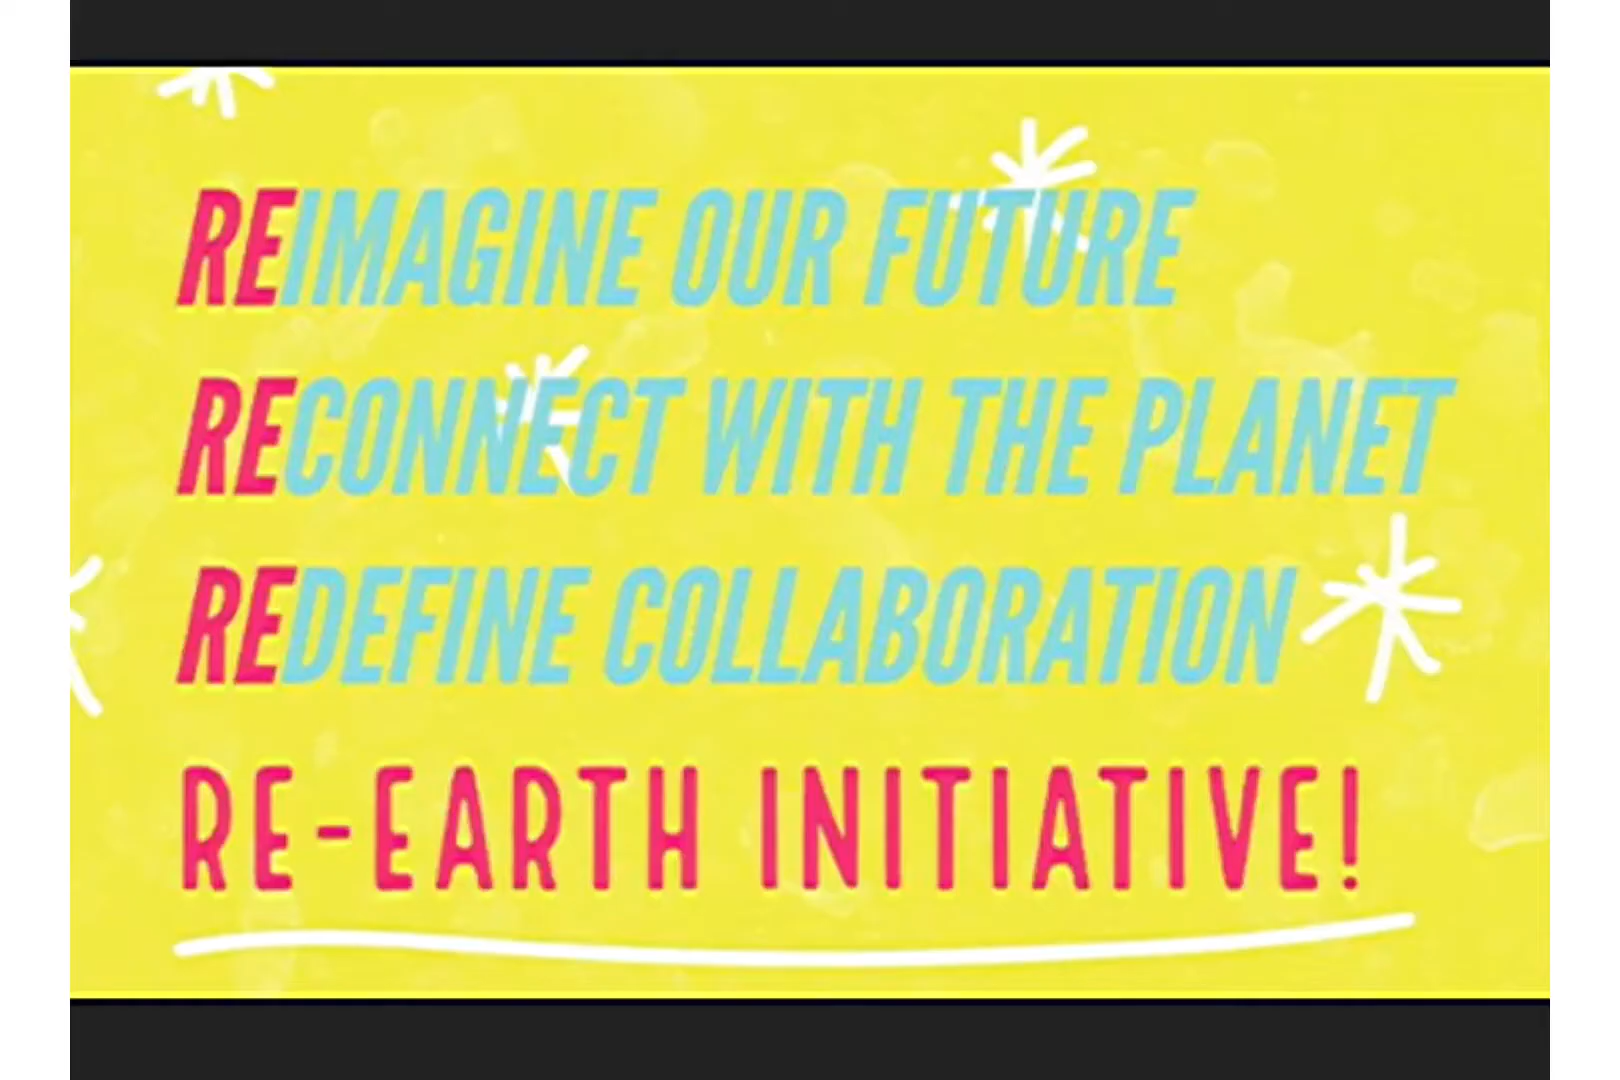 REIMAGINE OUR FUTURE
RECONNECT WITH THE PLANET
REDEFINE COLLABORATION
RE-EARTH INITIATIVE!